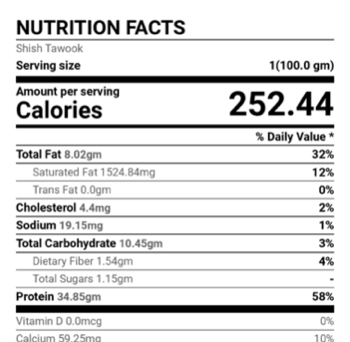 NUTRITION FACTS
Shish Tawook
Serving size 1(100.0 gm)
Amount per serving
Calories 252.44
% Daily Value *
Total Fat 8.02gm 32%
Saturated Fat 1524.84mg 12%
Trans Fat 0.0gm 0%
Cholesterol 4.4mg 2%
Sodium 19.15mg 1%
Total Carbohydrate 10.45gm 3%
Dietary Fiber 1.54gm 4%
Total Sugars 1.15gm -
Protein 34.85gm 58%
Vitamin D 0.0mcg 0%
Calcium 59.25mg 10%